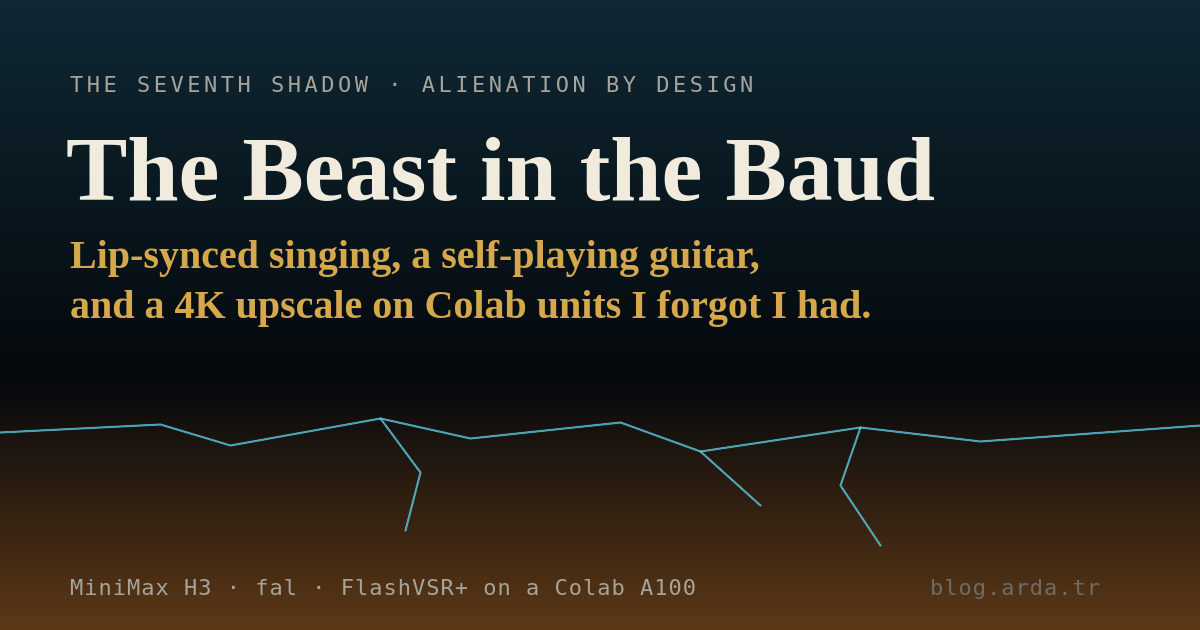 THE SEVENTH SHADOW · ALIENATION BY DESIGN
The Beast in the Baud
Lip-synced singing, a self-playing guitar,
and a 4K upscale on Colab units I forgot I had.
MiniMax H3 · fal · FlashVSR+ on a Colab A100
blog.arda.tr